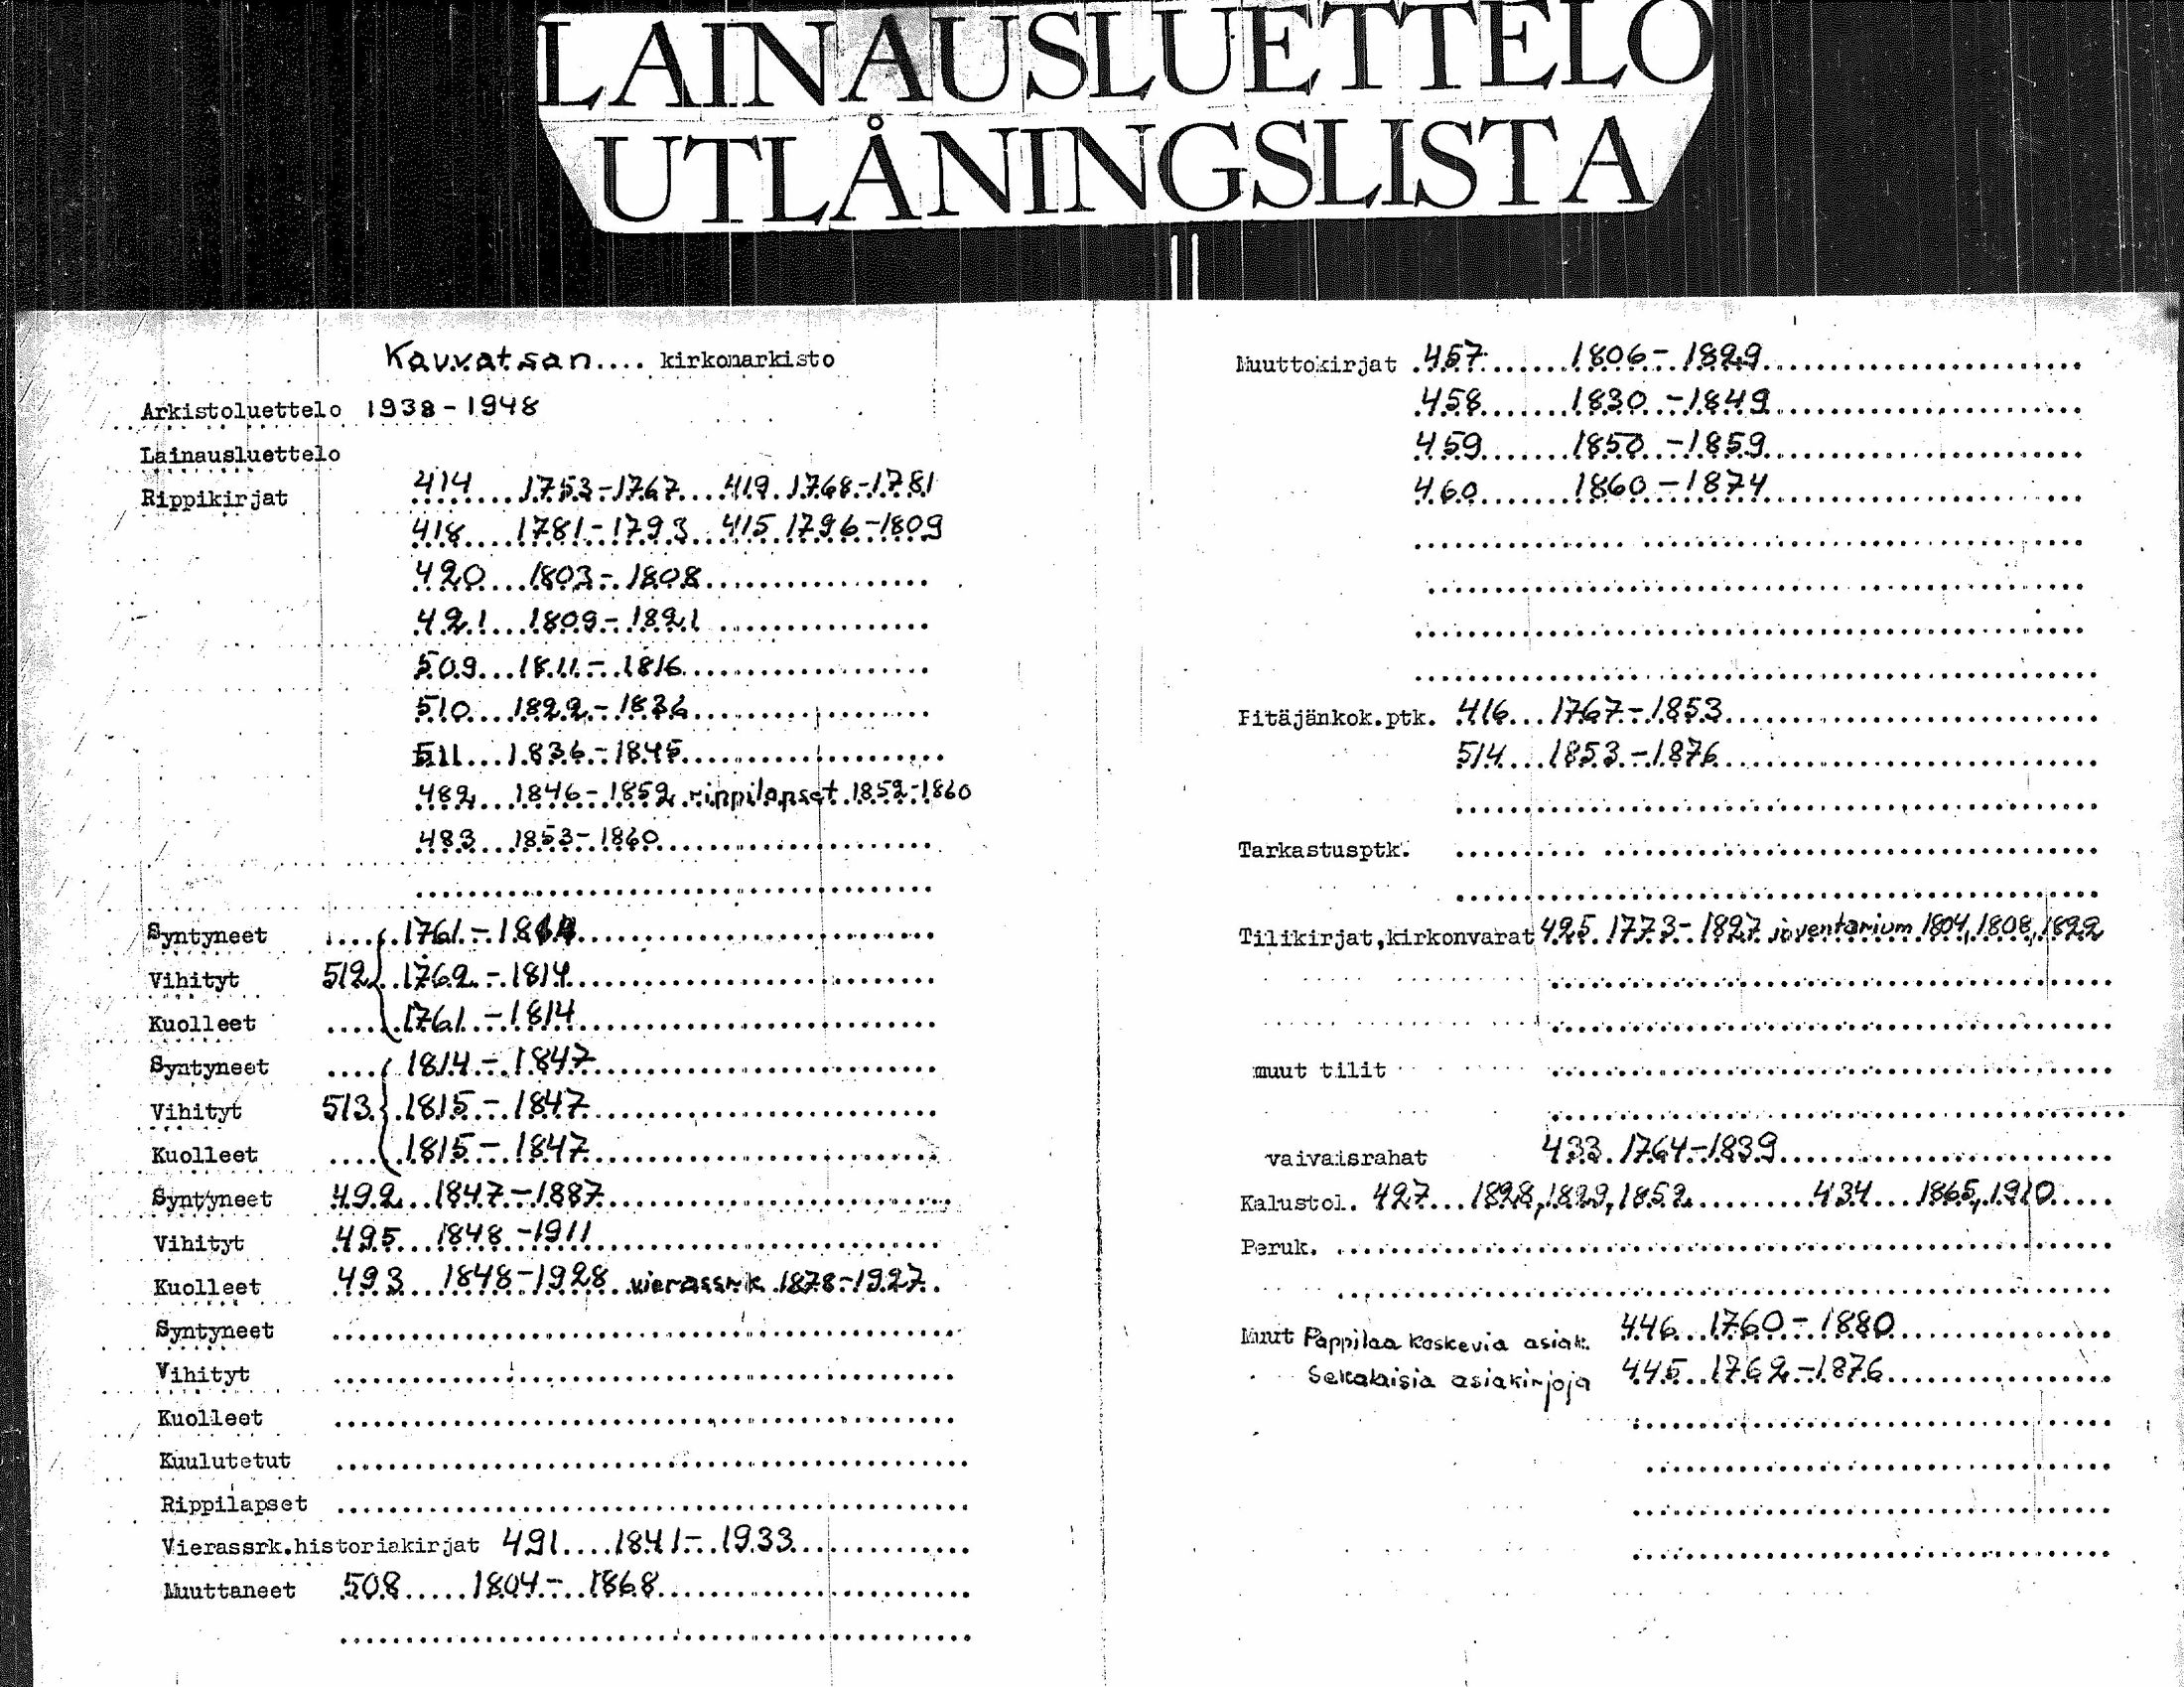 LAINAUSLUETTELO
UTLÅNINGSLISTA
Kauvatsan.... kirkonarkisto
Arkistoluettelo 1938-1948
Lainausluettelo
Rippikirjat 414....1753-1767....419.1768-1781
418....1781-1793...415.1796-1809
420...1803-1808
421...1809-1821
509...1811-1816
510...1822-1836
511...1836-1845
482...1846-1852.rippilapset.1852-1860
483...1853-1860
Syntyneet 1761-1814
Vihityt 512 1762-1814
Kuolleet 1761-1814
Syntyneet 1814-1847
Vihityt 513 1815-1847
Kuolleet 1815-1847
Syntyneet 492...1847-1887
Vihityt 495...1848-1911
Kuolleet 493...1848-1928 vierassrk 1878-1927
Syntyneet
Vihityt
Kuolleet
Kuulutetut
Rippilapset
Vierassrk.historiakirjat 491....1841-1933
Muuttaneet 508.....1804-1868
Muuttokirjat 457.......1806-1829
458.......1830-1849
459.......1850-1859
460.......1860-1874
Pitäjänkok.ptk. 416...1767-1853
514...1853-1876
Tarkastusptk.
Tilikirjat,kirkonvarat 425.1773-1827 inventarium 1804,1808,1822
muut tilit
vaivaisrahat 433.1764-1839
Kalustol. 427...1828,1829,1852..........434...1865,1910
Peruk.
Muut Pappilaa koskevia asiak. 446...1760-1880
Sekalaisia asiakirjoja 445..1762-1876